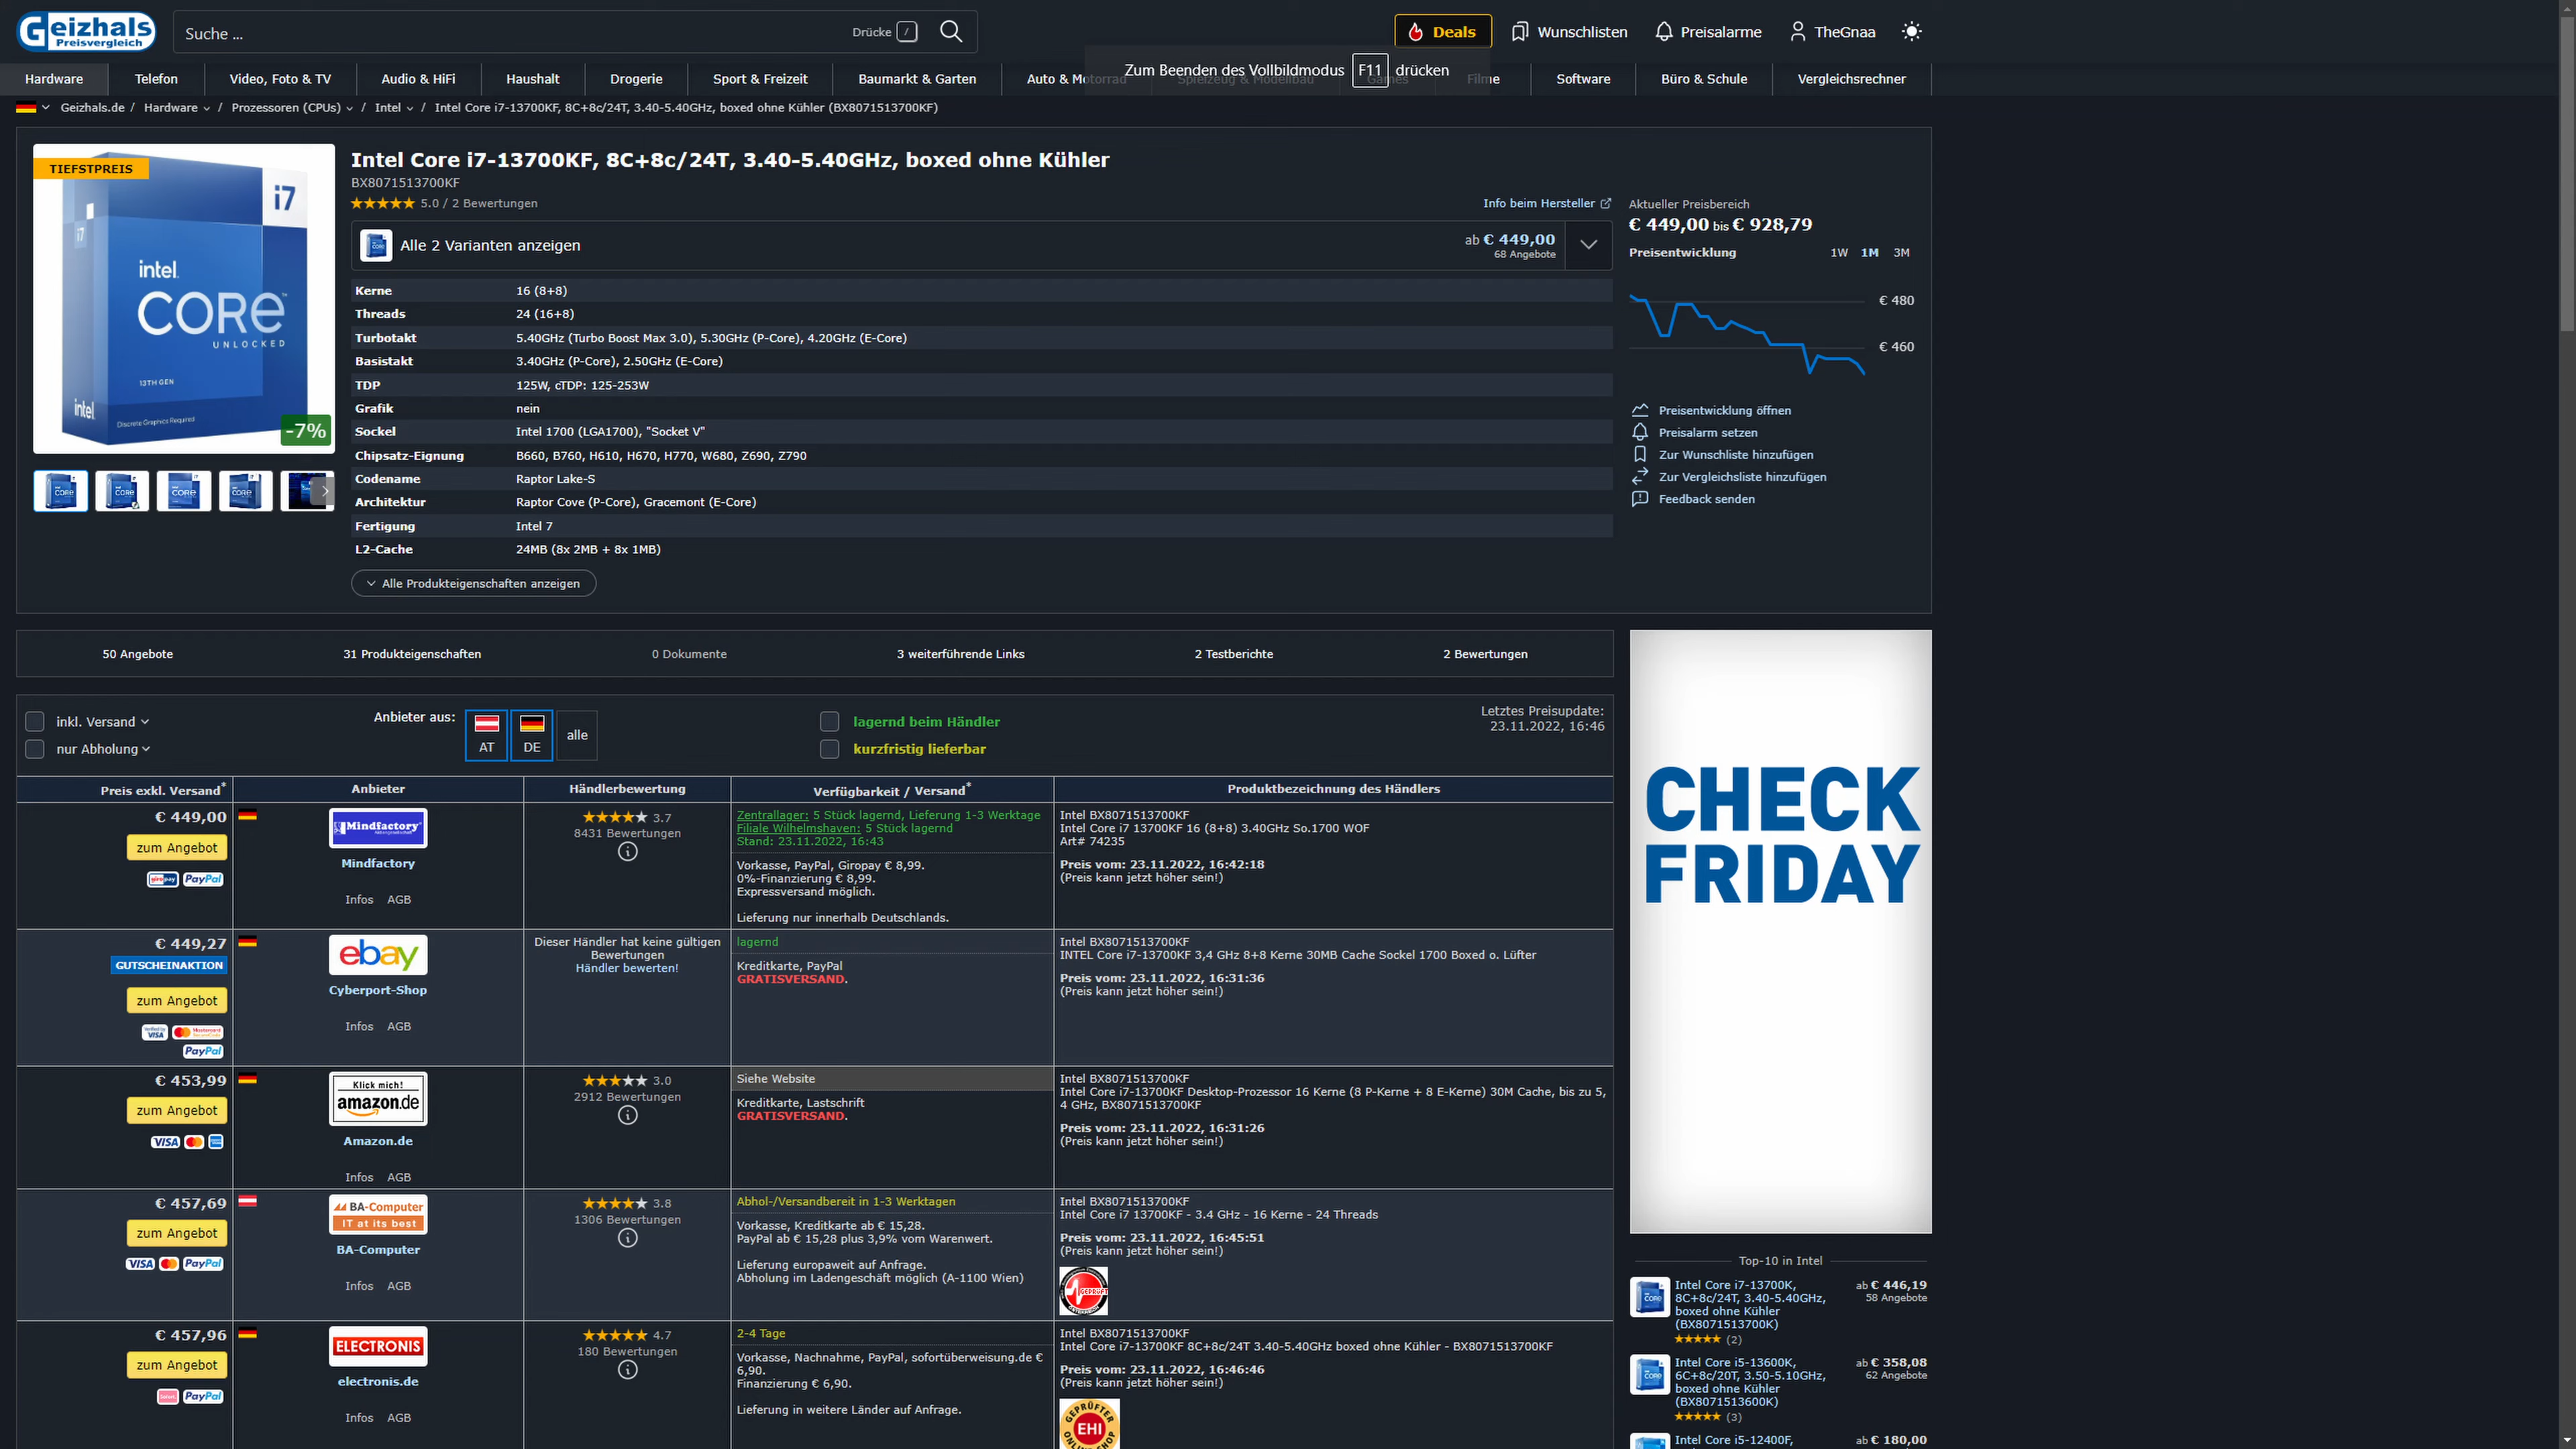 Geizhals
Preisvergleich
Suche ...
Drücke /
Deals
Wunschlisten
Preisalarme
TheGnaa
Hardware
Telefon
Video, Foto & TV
Audio & HiFi
Haushalt
Drogerie
Sport & Freizeit
Baumarkt & Garten
Auto & Motorrad
Spielzeug & Modellbau
Games
Filme
Software
Büro & Schule
Vergleichsrechner
Zum Beenden des Vollbildmodus F11 drücken
Geizhals.de / Hardware / Prozessoren (CPUs) / Intel / Intel Core i7-13700KF, 8C+8c/24T, 3.40-5.40GHz, boxed ohne Kühler (BX8071513700KF)
TIEFSTPREIS
i7
i7
intel
CORE
UNLOCKED
13TH GEN
intel
Discrete Graphics Required
-7%
Intel Core i7-13700KF, 8C+8c/24T, 3.40-5.40GHz, boxed ohne Kühler
BX8071513700KF
5.0 / 2 Bewertungen
Info beim Hersteller
Alle 2 Varianten anzeigen
ab € 449,00
68 Angebote
Kerne 16 (8+8)
Threads 24 (16+8)
Turbotakt 5.40GHz (Turbo Boost Max 3.0), 5.30GHz (P-Core), 4.20GHz (E-Core)
Basistakt 3.40GHz (P-Core), 2.50GHz (E-Core)
TDP 125W, cTDP: 125-253W
Grafik nein
Sockel Intel 1700 (LGA1700), "Socket V"
Chipsatz-Eignung B660, B760, H610, H670, H770, W680, Z690, Z790
Codename Raptor Lake-S
Architektur Raptor Cove (P-Core), Gracemont (E-Core)
Fertigung Intel 7
L2-Cache 24MB (8x 2MB + 8x 1MB)
Alle Produkteigenschaften anzeigen
Aktueller Preisbereich
€ 449,00 bis € 928,79
Preisentwicklung 1W 1M 3M
€ 480
€ 460
Preisentwicklung öffnen
Preisalarm setzen
Zur Wunschliste hinzufügen
Zur Vergleichsliste hinzufügen
Feedback senden
50 Angebote
31 Produkteigenschaften
0 Dokumente
3 weiterführende Links
2 Testberichte
2 Bewertungen
inkl. Versand
nur Abholung
Anbieter aus:
AT
DE
alle
lagernd beim Händler
kurzfristig lieferbar
Letztes Preisupdate:
23.11.2022, 16:46
Preis exkl. Versand*
Anbieter
Händlerbewertung
Verfügbarkeit / Versand*
Produktbezeichnung des Händlers
€ 449,00
zum Angebot
giropay PayPal
Mindfactory
Mindfactory
Infos AGB
3.7
8431 Bewertungen
Zentrallager: 5 Stück lagernd, Lieferung 1-3 Werktage
Filiale Wilhelmshaven: 5 Stück lagernd
Stand: 23.11.2022, 16:43
Vorkasse, PayPal, Giropay € 8,99.
0%-Finanzierung € 8,99.
Expressversand möglich.
Lieferung nur innerhalb Deutschlands.
Intel BX8071513700KF
Intel Core i7 13700KF 16 (8+8) 3.40GHz So.1700 WOF
Art# 74235
Preis vom: 23.11.2022, 16:42:18
(Preis kann jetzt höher sein!)
€ 449,27
GUTSCHEINAKTION
zum Angebot
VISA
PayPal
ebay
Cyberport-Shop
Infos AGB
Dieser Händler hat keine gültigen
Bewertungen
Händler bewerten!
lagernd
Kreditkarte, PayPal
GRATISVERSAND.
Intel BX8071513700KF
INTEL Core i7-13700KF 3,4 GHz 8+8 Kerne 30MB Cache Sockel 1700 Boxed o. Lüfter
Preis vom: 23.11.2022, 16:31:36
(Preis kann jetzt höher sein!)
€ 453,99
zum Angebot
VISA
Klick mich!
amazon.de
Amazon.de
Infos AGB
3.0
2912 Bewertungen
Siehe Website
Kreditkarte, Lastschrift
GRATISVERSAND.
Intel BX8071513700KF
Intel Core i7-13700KF Desktop-Prozessor 16 Kerne (8 P-Kerne + 8 E-Kerne) 30M Cache, bis zu 5,
4 GHz, BX8071513700KF
Preis vom: 23.11.2022, 16:31:26
(Preis kann jetzt höher sein!)
€ 457,69
zum Angebot
VISA PayPal
BA-Computer
IT at its best
BA-Computer
Infos AGB
3.8
1306 Bewertungen
Abhol-/Versandbereit in 1-3 Werktagen
Vorkasse, Kreditkarte ab € 15,28.
PayPal ab € 15,28 plus 3,9% vom Warenwert.
Lieferung europaweit auf Anfrage.
Abholung im Ladengeschäft möglich (A-1100 Wien)
Intel BX8071513700KF
Intel Core i7 13700KF - 3.4 GHz - 16 Kerne - 24 Threads
Preis vom: 23.11.2022, 16:45:51
(Preis kann jetzt höher sein!)
GEPRÜFT
€ 457,96
zum Angebot
PayPal
ELECTRONIS
electronis.de
Infos AGB
4.7
180 Bewertungen
2-4 Tage
Vorkasse, Nachnahme, PayPal, sofortüberweisung.de €
6,90.
Finanzierung € 6,90.
Lieferung in weitere Länder auf Anfrage.
Intel BX8071513700KF
Intel Core i7-13700KF 8C+8c/24T 3.40-5.40GHz boxed ohne Kühler - BX8071513700KF
Preis vom: 23.11.2022, 16:46:46
(Preis kann jetzt höher sein!)
GEPRÜFTER
EHI
CHECK
FRIDAY
Top-10 in Intel
Intel Core i7-13700K,
8C+8c/24T, 3.40-5.40GHz,
boxed ohne Kühler
(BX8071513700K)
(2)
ab € 446,19
58 Angebote
Intel Core i5-13600K,
6C+8c/20T, 3.50-5.10GHz,
boxed ohne Kühler
(BX8071513600K)
(3)
ab € 358,08
62 Angebote
Intel Core i5-12400F,
ab € 180,00